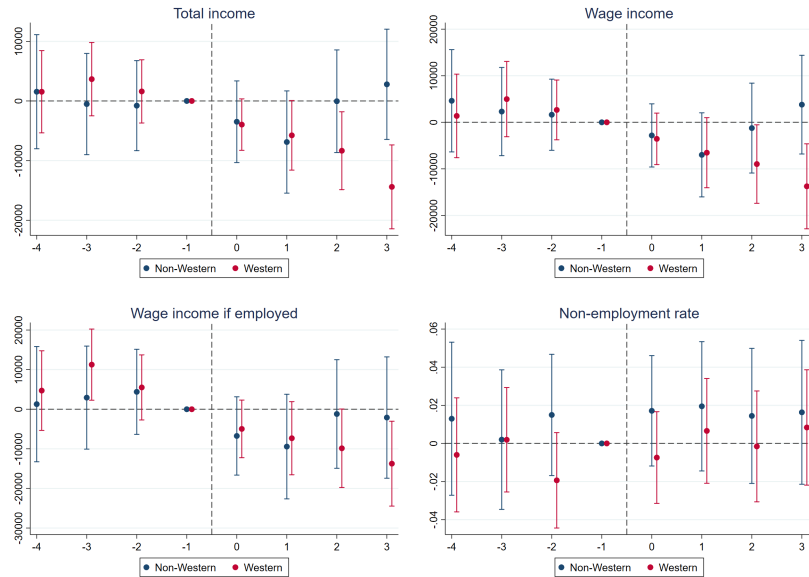 Total income
10000
0
-10000
-20000
-4 -3 -2 -1 0 1 2 3
Non-Western Western
Wage income
20000
10000
0
-10000
-20000
-4 -3 -2 -1 0 1 2 3
Non-Western Western
Wage income if employed
20000
10000
0
-10000
-20000
-30000
-4 -3 -2 -1 0 1 2 3
Non-Western Western
Non-employment rate
.06
.04
.02
0
-.02
-.04
-4 -3 -2 -1 0 1 2 3
Non-Western Western